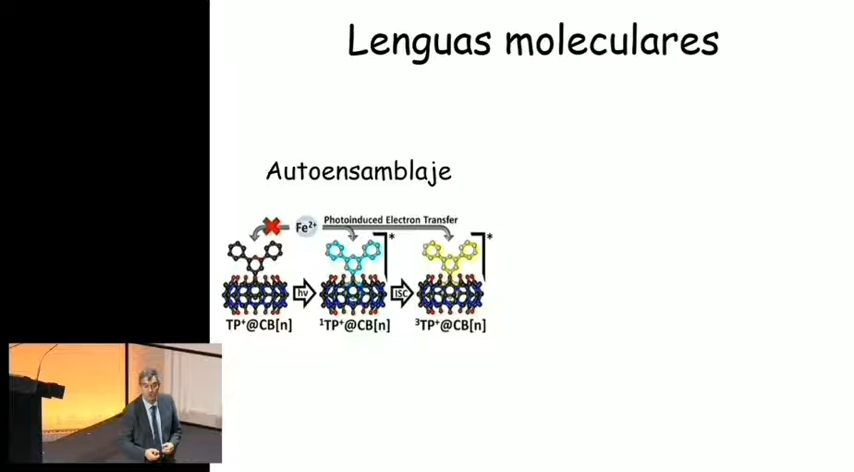 Lenguas moleculares
Autoensamblaje
Fe²⁺ Photoinduced Electron Transfer
* *
hν ISC
TP⁺@CB[n] ¹TP⁺@CB[n] ³TP⁺@CB[n]